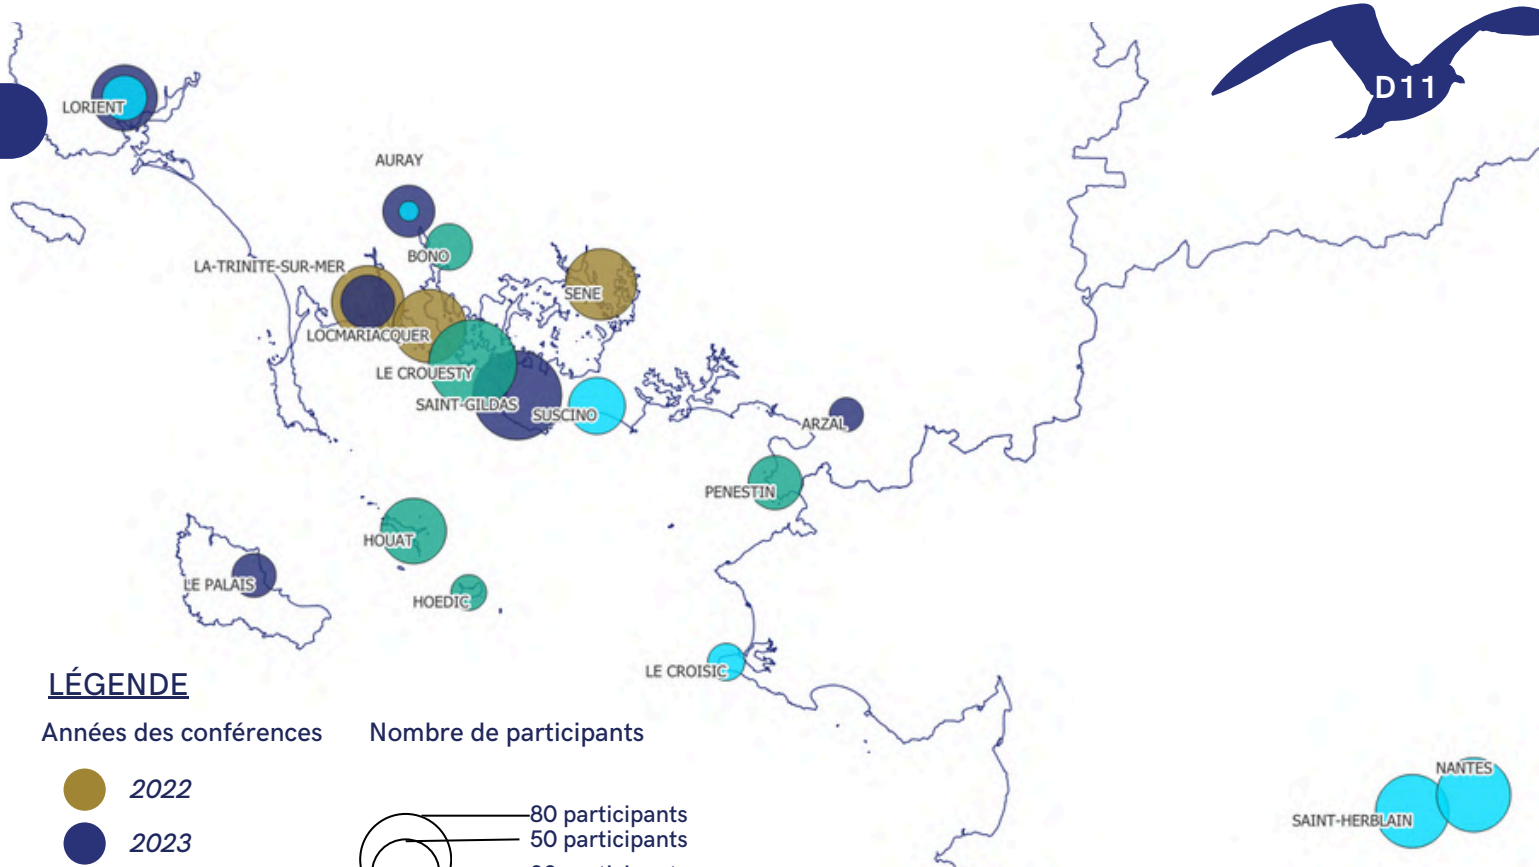 D11
LORIENT
AURAY
BONO
LA-TRINITE-SUR-MER
SENE
LOCMARIACQUER
LE CROUESTY
SAINT-GILDAS
SUSCINO
ARZAL
PENESTIN
HOUAT
LE PALAIS
HOEDIC
LE CROISIC
NANTES
SAINT-HERBLAIN
LÉGENDE
Années des conférences
Nombre de participants
2022
80 participants
50 participants
2023